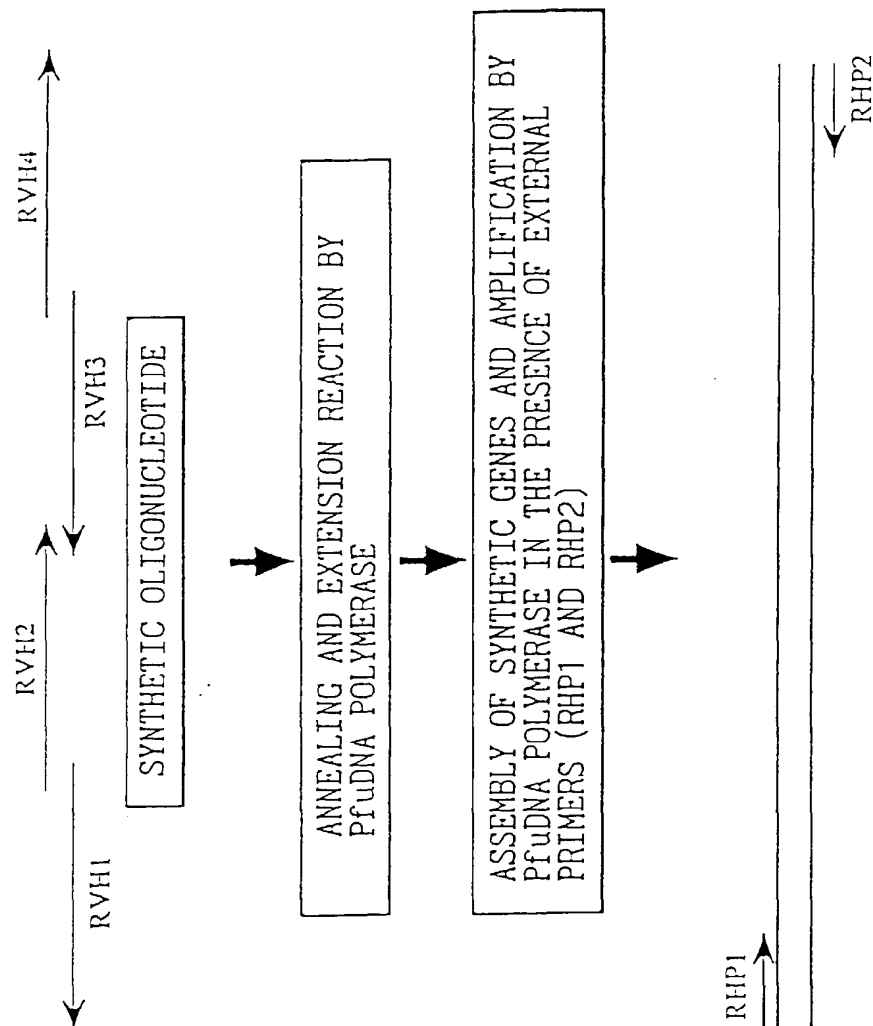 RVH2
RVH4
RVH1
RVH3
SYNTHETIC OLIGONUCLEOTIDE
ANNEALING AND EXTENSION REACTION BY
PfuDNA POLYMERASE
ASSEMBLY OF SYNTHETIC GENES AND AMPLIFICATION BY
PfuDNA POLYMERASE IN THE PRESENCE OF EXTERNAL
PRIMERS (RHP1 AND RHP2)
RHP1
RHP2